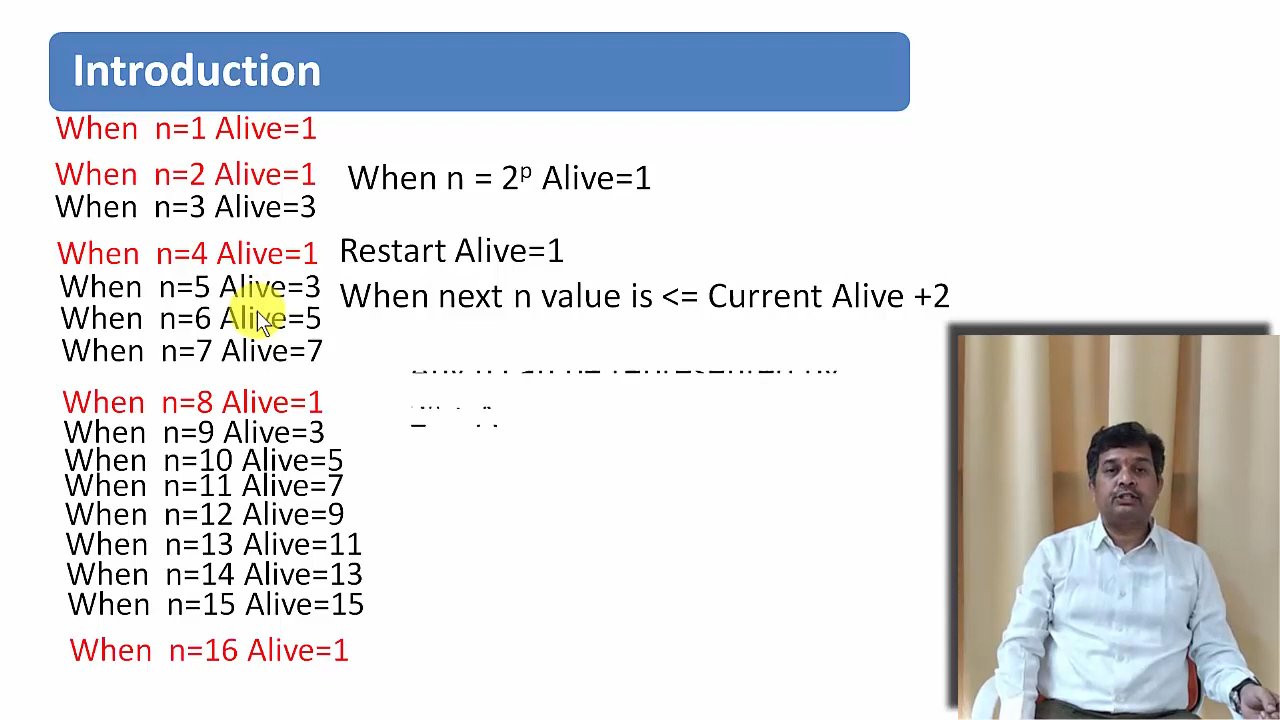 Introduction
When n=1 Alive=1
When n=2 Alive=1
When n = 2ᵖ Alive=1
When n=3 Alive=3
When n=4 Alive=1
Restart Alive=1
When n=5 Alive=3
When next n value is <= Current Alive +2
When n=6 Alive=5
When n=7 Alive=7
When n=8 Alive=1
When n=9 Alive=3
When n=10 Alive=5
When n=11 Alive=7
When n=12 Alive=9
When n=13 Alive=11
When n=14 Alive=13
When n=15 Alive=15
When n=16 Alive=1